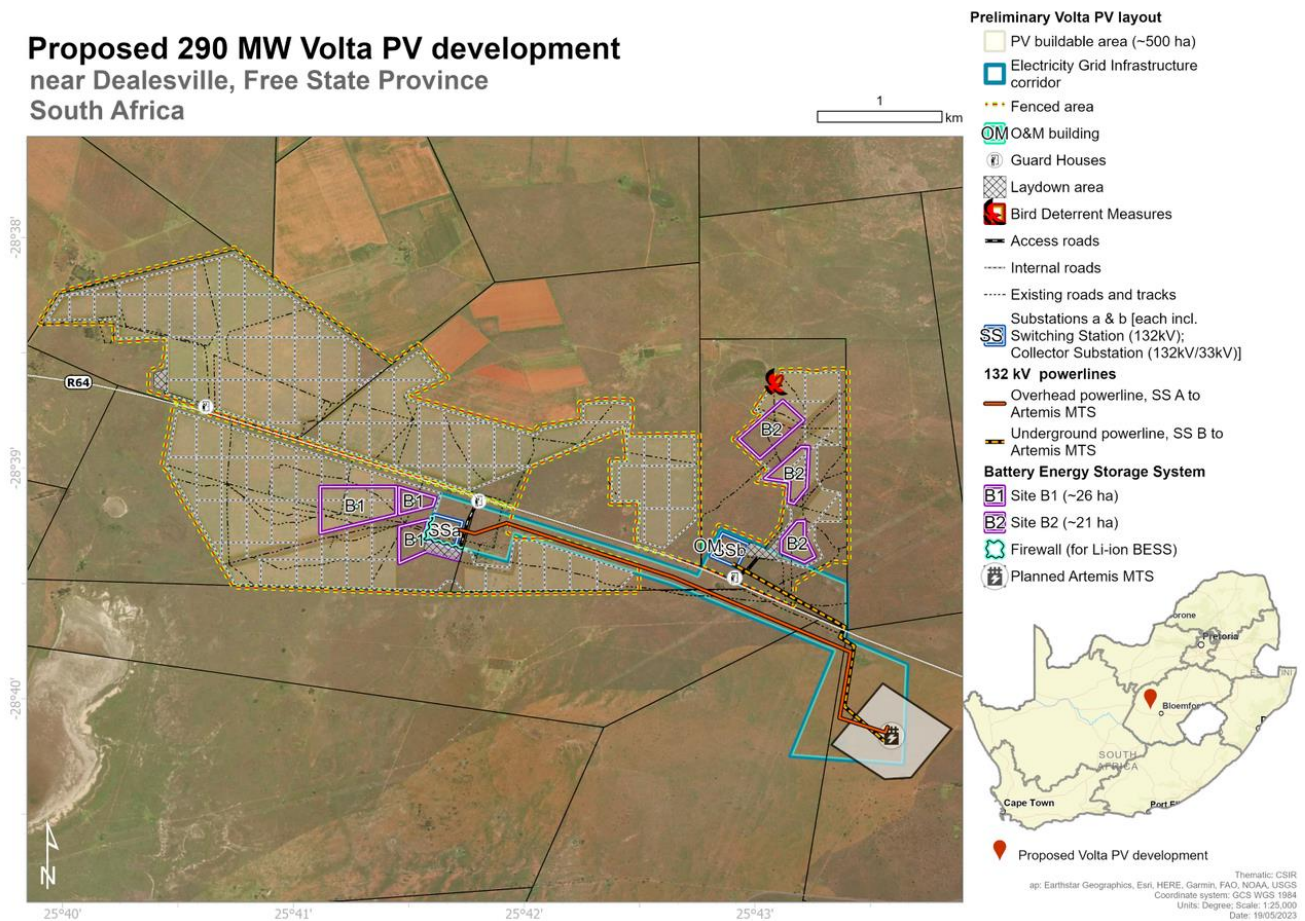 Proposed 290 MW Volta PV development
near Dealesville, Free State Province
South Africa
1
km
Preliminary Volta PV layout
PV buildable area (~500 ha)
Electricity Grid Infrastructure
corridor
Fenced area
OM O&M building
Guard Houses
Laydown area
Bird Deterrent Measures
Access roads
Internal roads
Existing roads and tracks
Substations a & b [each incl.
SS Switching Station (132kV);
Collector Substation (132kV/33kV)]
132 kV powerlines
Overhead powerline, SS A to
Artemis MTS
Underground powerline, SS B to
Artemis MTS
Battery Energy Storage System
B1 Site B1 (~26 ha)
B2 Site B2 (~21 ha)
Firewall (for Li-ion BESS)
Planned Artemis MTS
-28°38'
-28°39'
-28°40'
R64
B2
B2
B1
B1
B1
SSa
OM
SSb
B2
N
25°40'
25°41'
25°42'
25°43'
Pretoria
Bloemfon
SOUTH
AFRICA
Cape Town
Port E
Proposed Volta PV development
Thematic: CSIR
ap: Earthstar Geographics, Esri, HERE, Garmin, FAO, NOAA, USGS
Coordinate system: GCS WGS 1984
Units: Degree; Scale: 1:25,000
Date: 19/05/2023